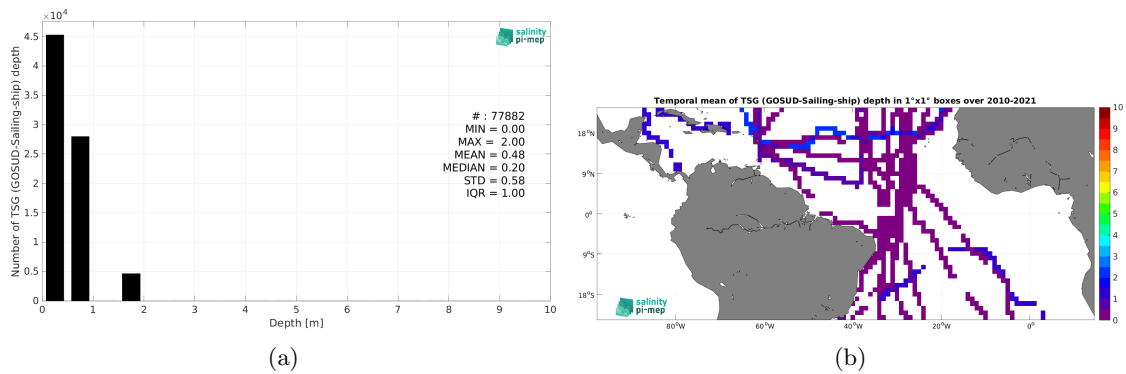 ×10⁴
5
4.5
4
3.5
3
2.5
2
1.5
1
0.5
0
Number of TSG (GOSUD-Sailing-ship) depth
salinity
pi-mep
# : 77882
MIN = 0.00
MAX = 2.00
MEAN = 0.48
MEDIAN = 0.20
STD = 0.58
IQR = 1.00
0 1 2 3 4 5 6 7 8 9 10
Depth [m]
(a)
Temporal mean of TSG (GOSUD-Sailing-ship) depth in 1°x1° boxes over 2010-2021
18°N
9°N
0°
9°S
18°S
salinity
pi-mep
80°W 60°W 40°W 20°W 0°
10
9
8
7
6
5
4
3
2
1
0
(b)